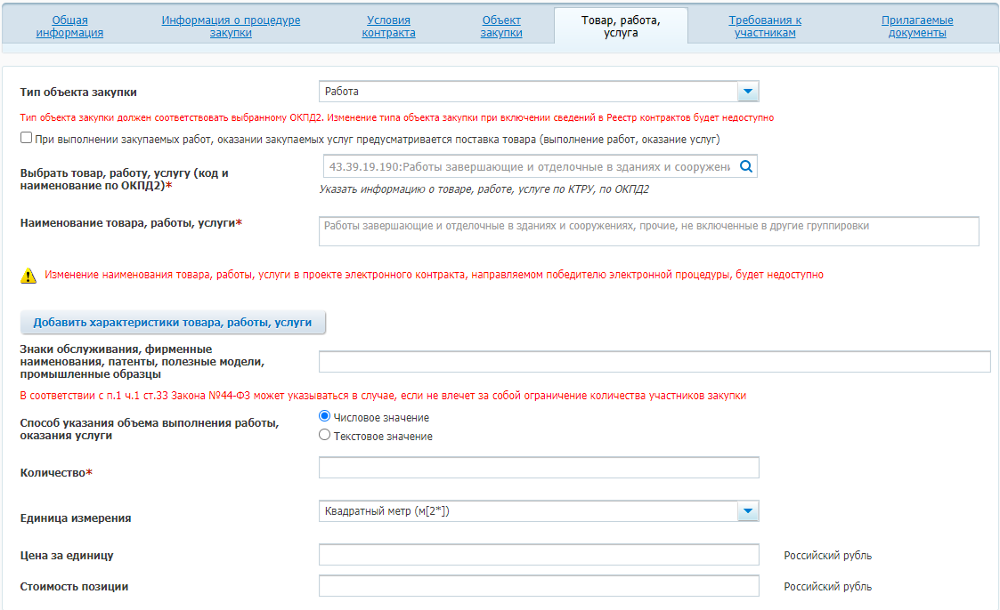 Общая
информация
Информация о процедуре
закупки
Условия
контракта
Объект
закупки
Товар, работа,
услуга
Требования к
участникам
Прилагаемые
документы
Тип объекта закупки
Работа
Тип объекта закупки должен соответствовать выбранному ОКПД2. Изменение типа объекта закупки при включении сведений в Реестр контрактов будет недоступно
При выполнении закупаемых работ, оказании закупаемых услуг предусматривается поставка товара (выполнение работ, оказание услуг)
Выбрать товар, работу, услугу (код и
наименование по ОКПД2)*
43.39.19.190:Работы завершающие и отделочные в зданиях и сооружени
Указать информацию о товаре, работе, услуге по КТРУ, по ОКПД2
Наименование товара, работы, услуги*
Работы завершающие и отделочные в зданиях и сооружениях, прочие, не включенные в другие группировки
Изменение наименования товара, работы, услуги в проекте электронного контракта, направляемом победителю электронной процедуры, будет недоступно
Добавить характеристики товара, работы, услуги
Знаки обслуживания, фирменные
наименования, патенты, полезные модели,
промышленные образцы
В соответствии с п.1 ч.1 ст.33 Закона №44-ФЗ может указываться в случае, если не влечет за собой ограничение количества участников закупки
Способ указания объема выполнения работы,
оказания услуги
Числовое значение
Текстовое значение
Количество*
Единица измерения
Квадратный метр (м[2*])
Цена за единицу
Российский рубль
Стоимость позиции
Российский рубль